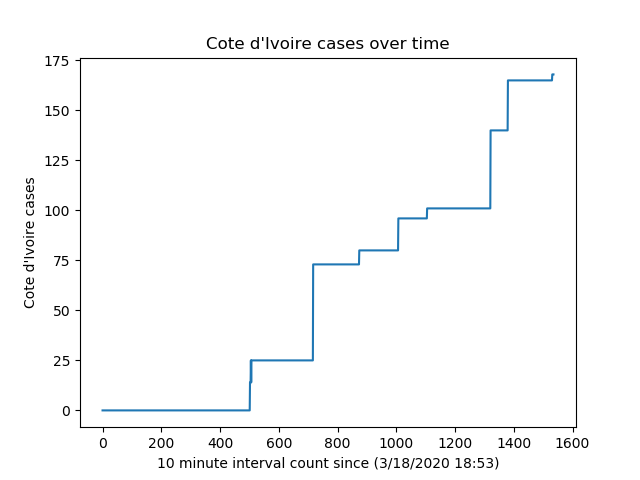 Cote d'Ivoire cases over time
175
150
125
100
75
50
25
0
Cote d'Ivoire cases
0 200 400 600 800 1000 1200 1400 1600
10 minute interval count since (3/18/2020 18:53)